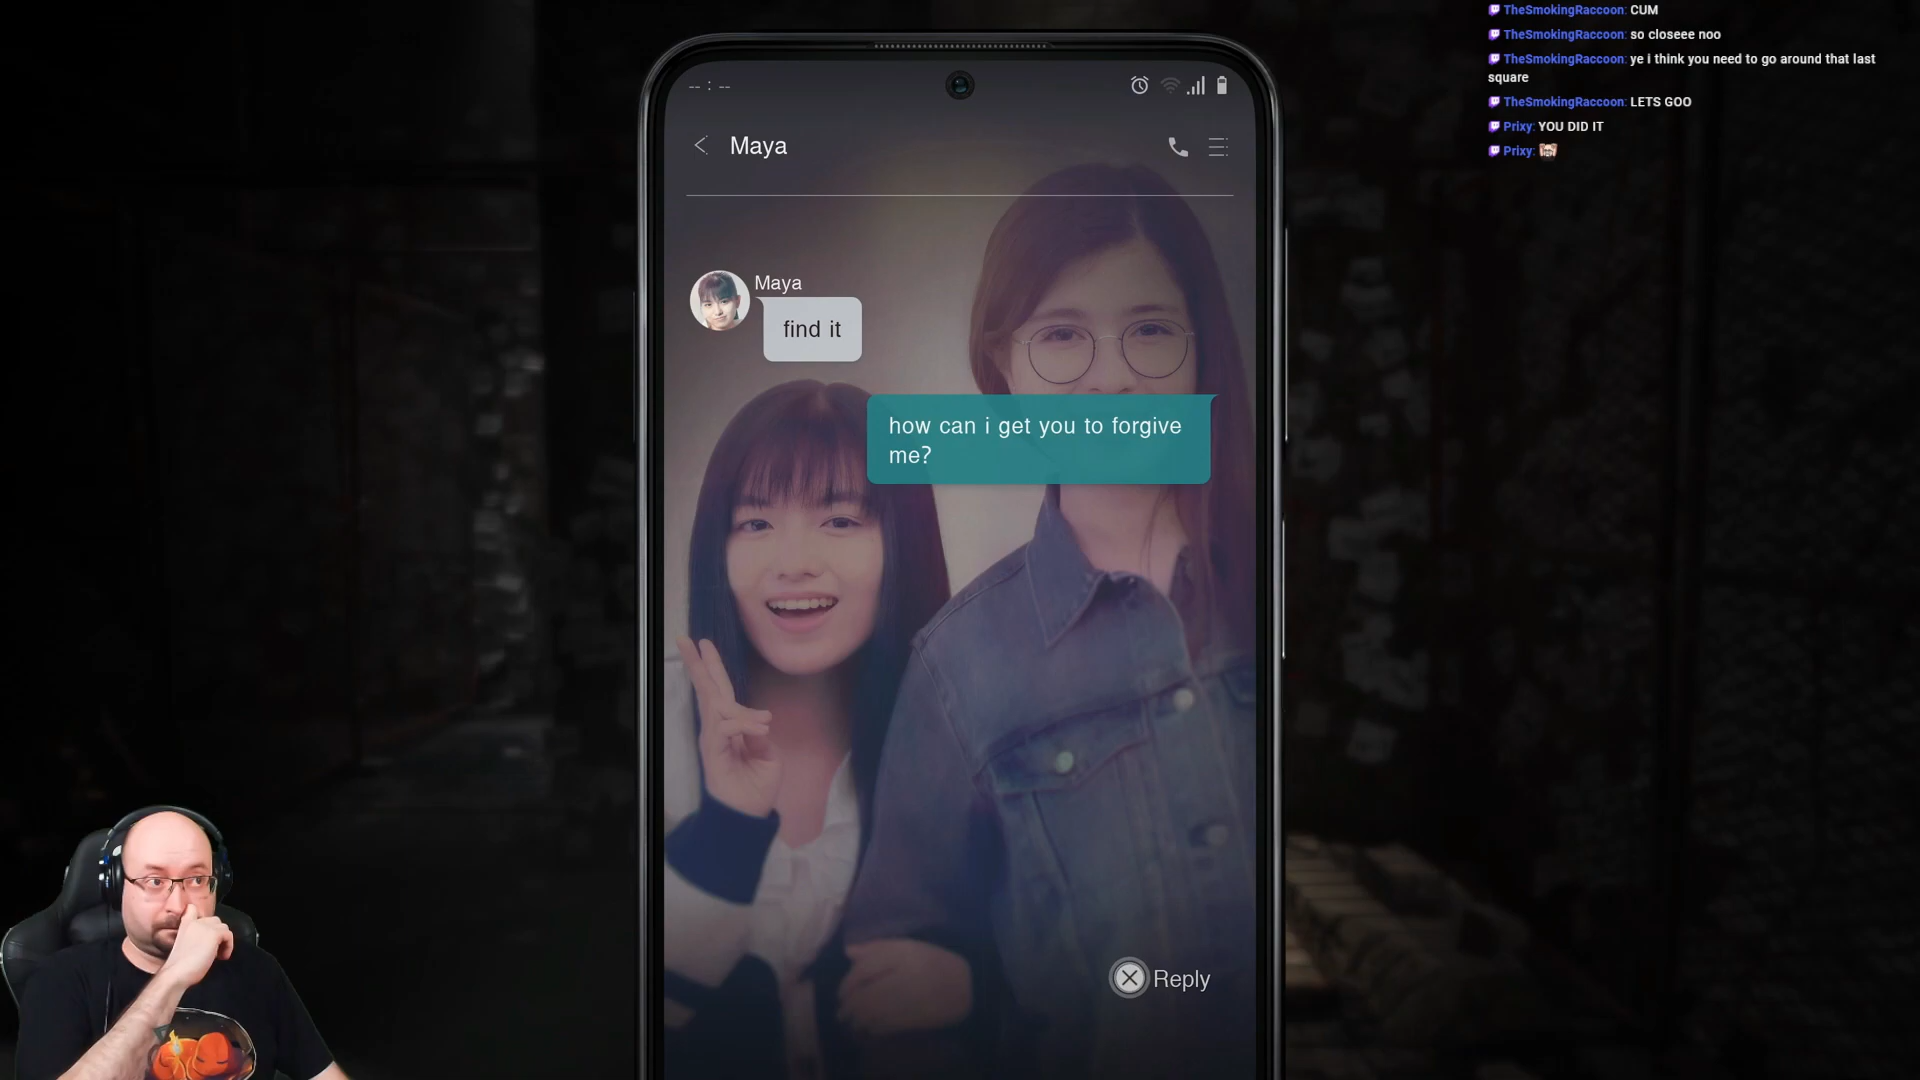 TheSmokingRaccoon: CUM
TheSmokingRaccoon: so closeee noo
TheSmokingRaccoon: ye i think you need to go around that last
square
TheSmokingRaccoon: LETS GOO
Prixy: YOU DID IT
Prixy:
-- : --
Maya
Maya
find it
how can i get you to forgive
me?
Reply